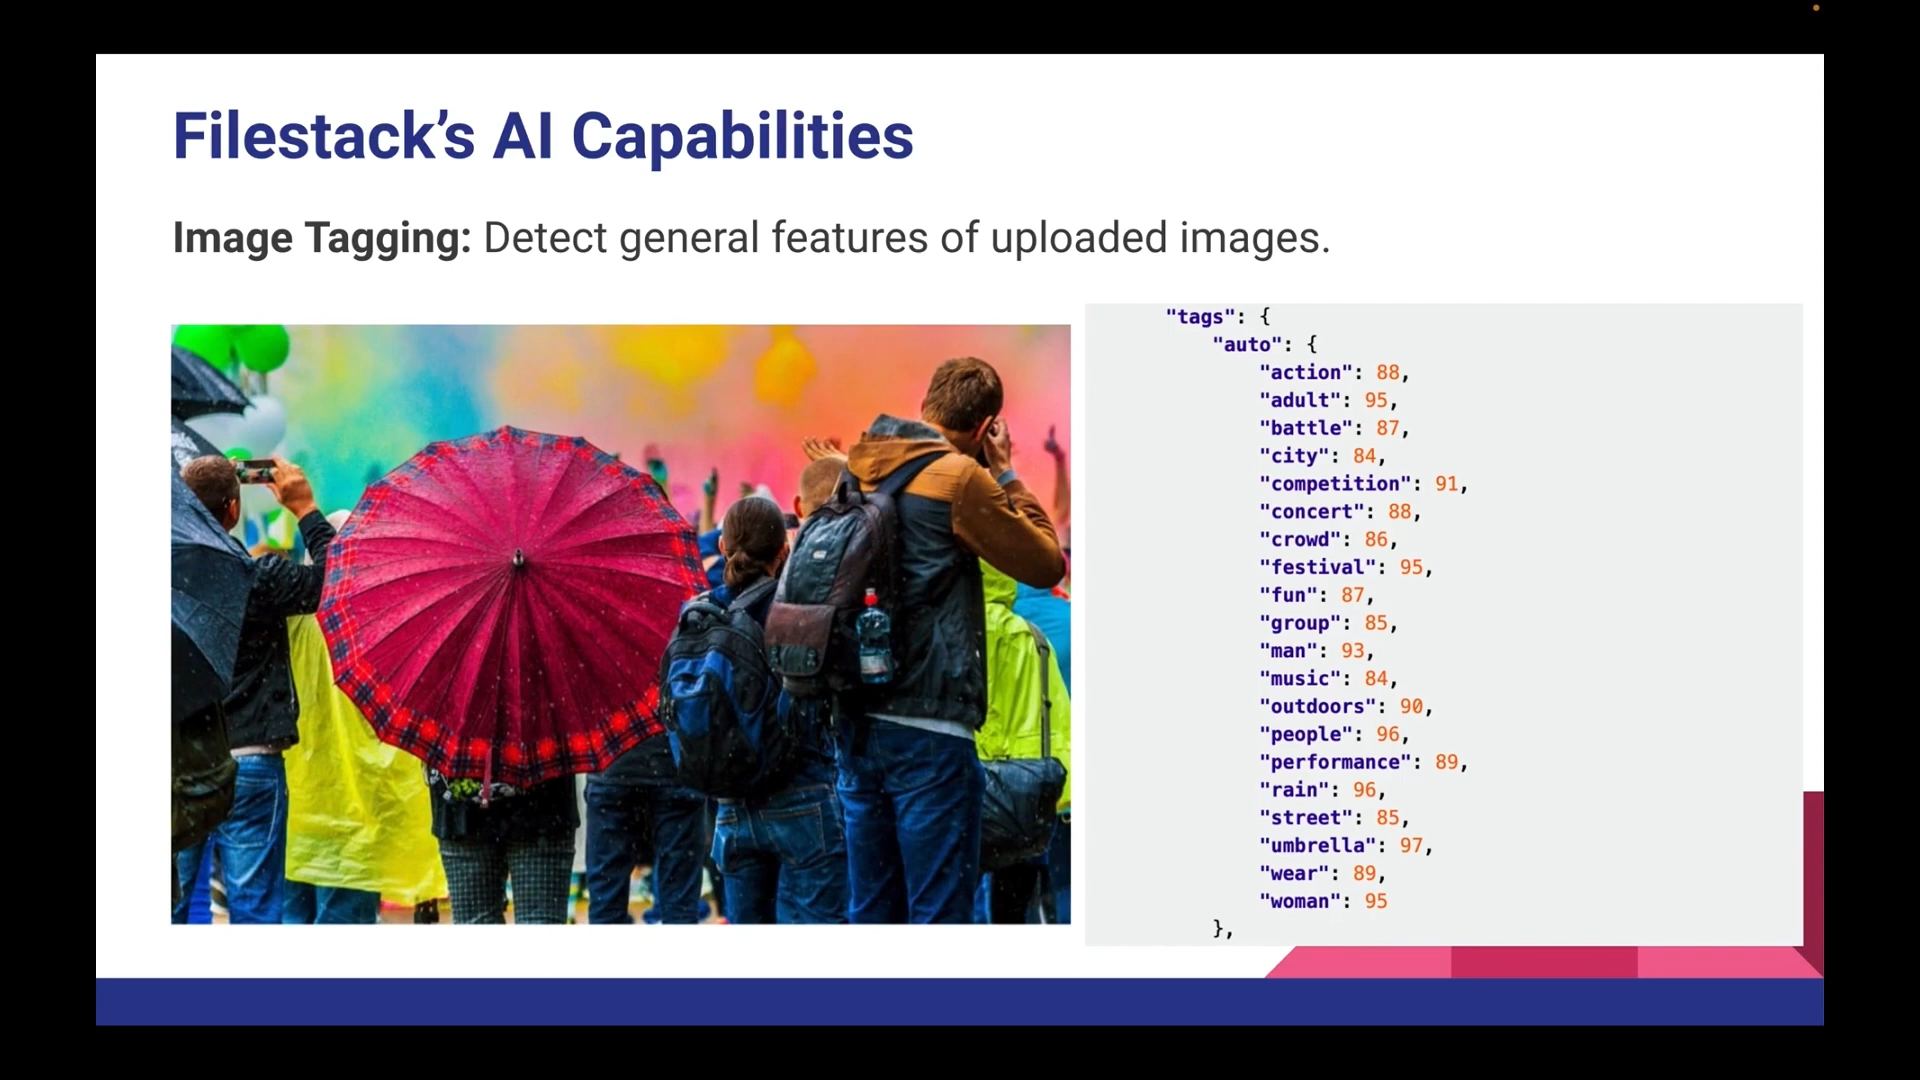 Filestack’s AI Capabilities
Image Tagging: Detect general features of uploaded images.
"tags": {
"auto": {
"action": 88,
"adult": 95,
"battle": 87,
"city": 84,
"competition": 91,
"concert": 88,
"crowd": 86,
"festival": 95,
"fun": 87,
"group": 85,
"man": 93,
"music": 84,
"outdoors": 90,
"people": 96,
"performance": 89,
"rain": 96,
"street": 85,
"umbrella": 97,
"wear": 89,
"woman": 95
},